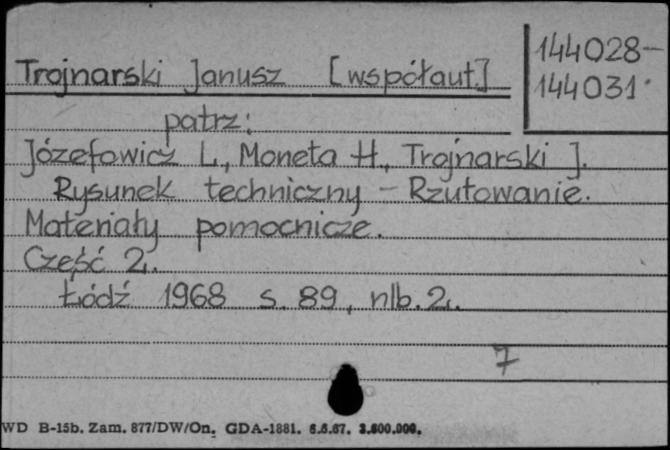 144028-
144031.
Trojnarski Janusz [współaut]
patrz:
Józefowicz L., Moneta H., Trojnarski J.
Rysunek techniczny - Rzutowanie.
Materiały pomocnicze.
Część 2.
Łódź 1968 s. 89, nlb. 2.
7
WD B-15b. Zam. 877/DW/On. GDA-1881. 6.6.67. 3.600.000.